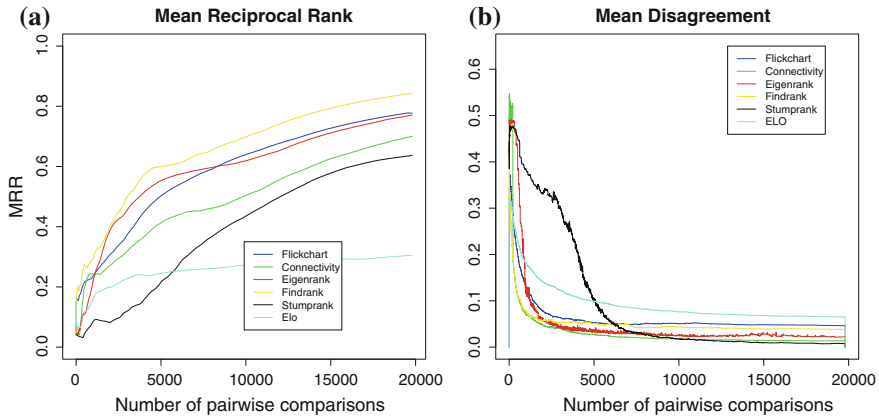 (a)
Mean Reciprocal Rank
MRR
1.0
0.8
0.6
0.4
0.2
0.0
Flickchart
Connectivity
Eigenrank
Findrank
Stumprank
Elo
0
5000
10000
15000
20000
Number of pairwise comparisons
(b)
Mean Disagreement
0.6
0.5
0.4
0.3
0.2
0.1
0.0
Flickchart
Connectivity
Eigenrank
Findrank
Stumprank
ELO
0
5000
10000
15000
20000
Number of pairwise comparisons